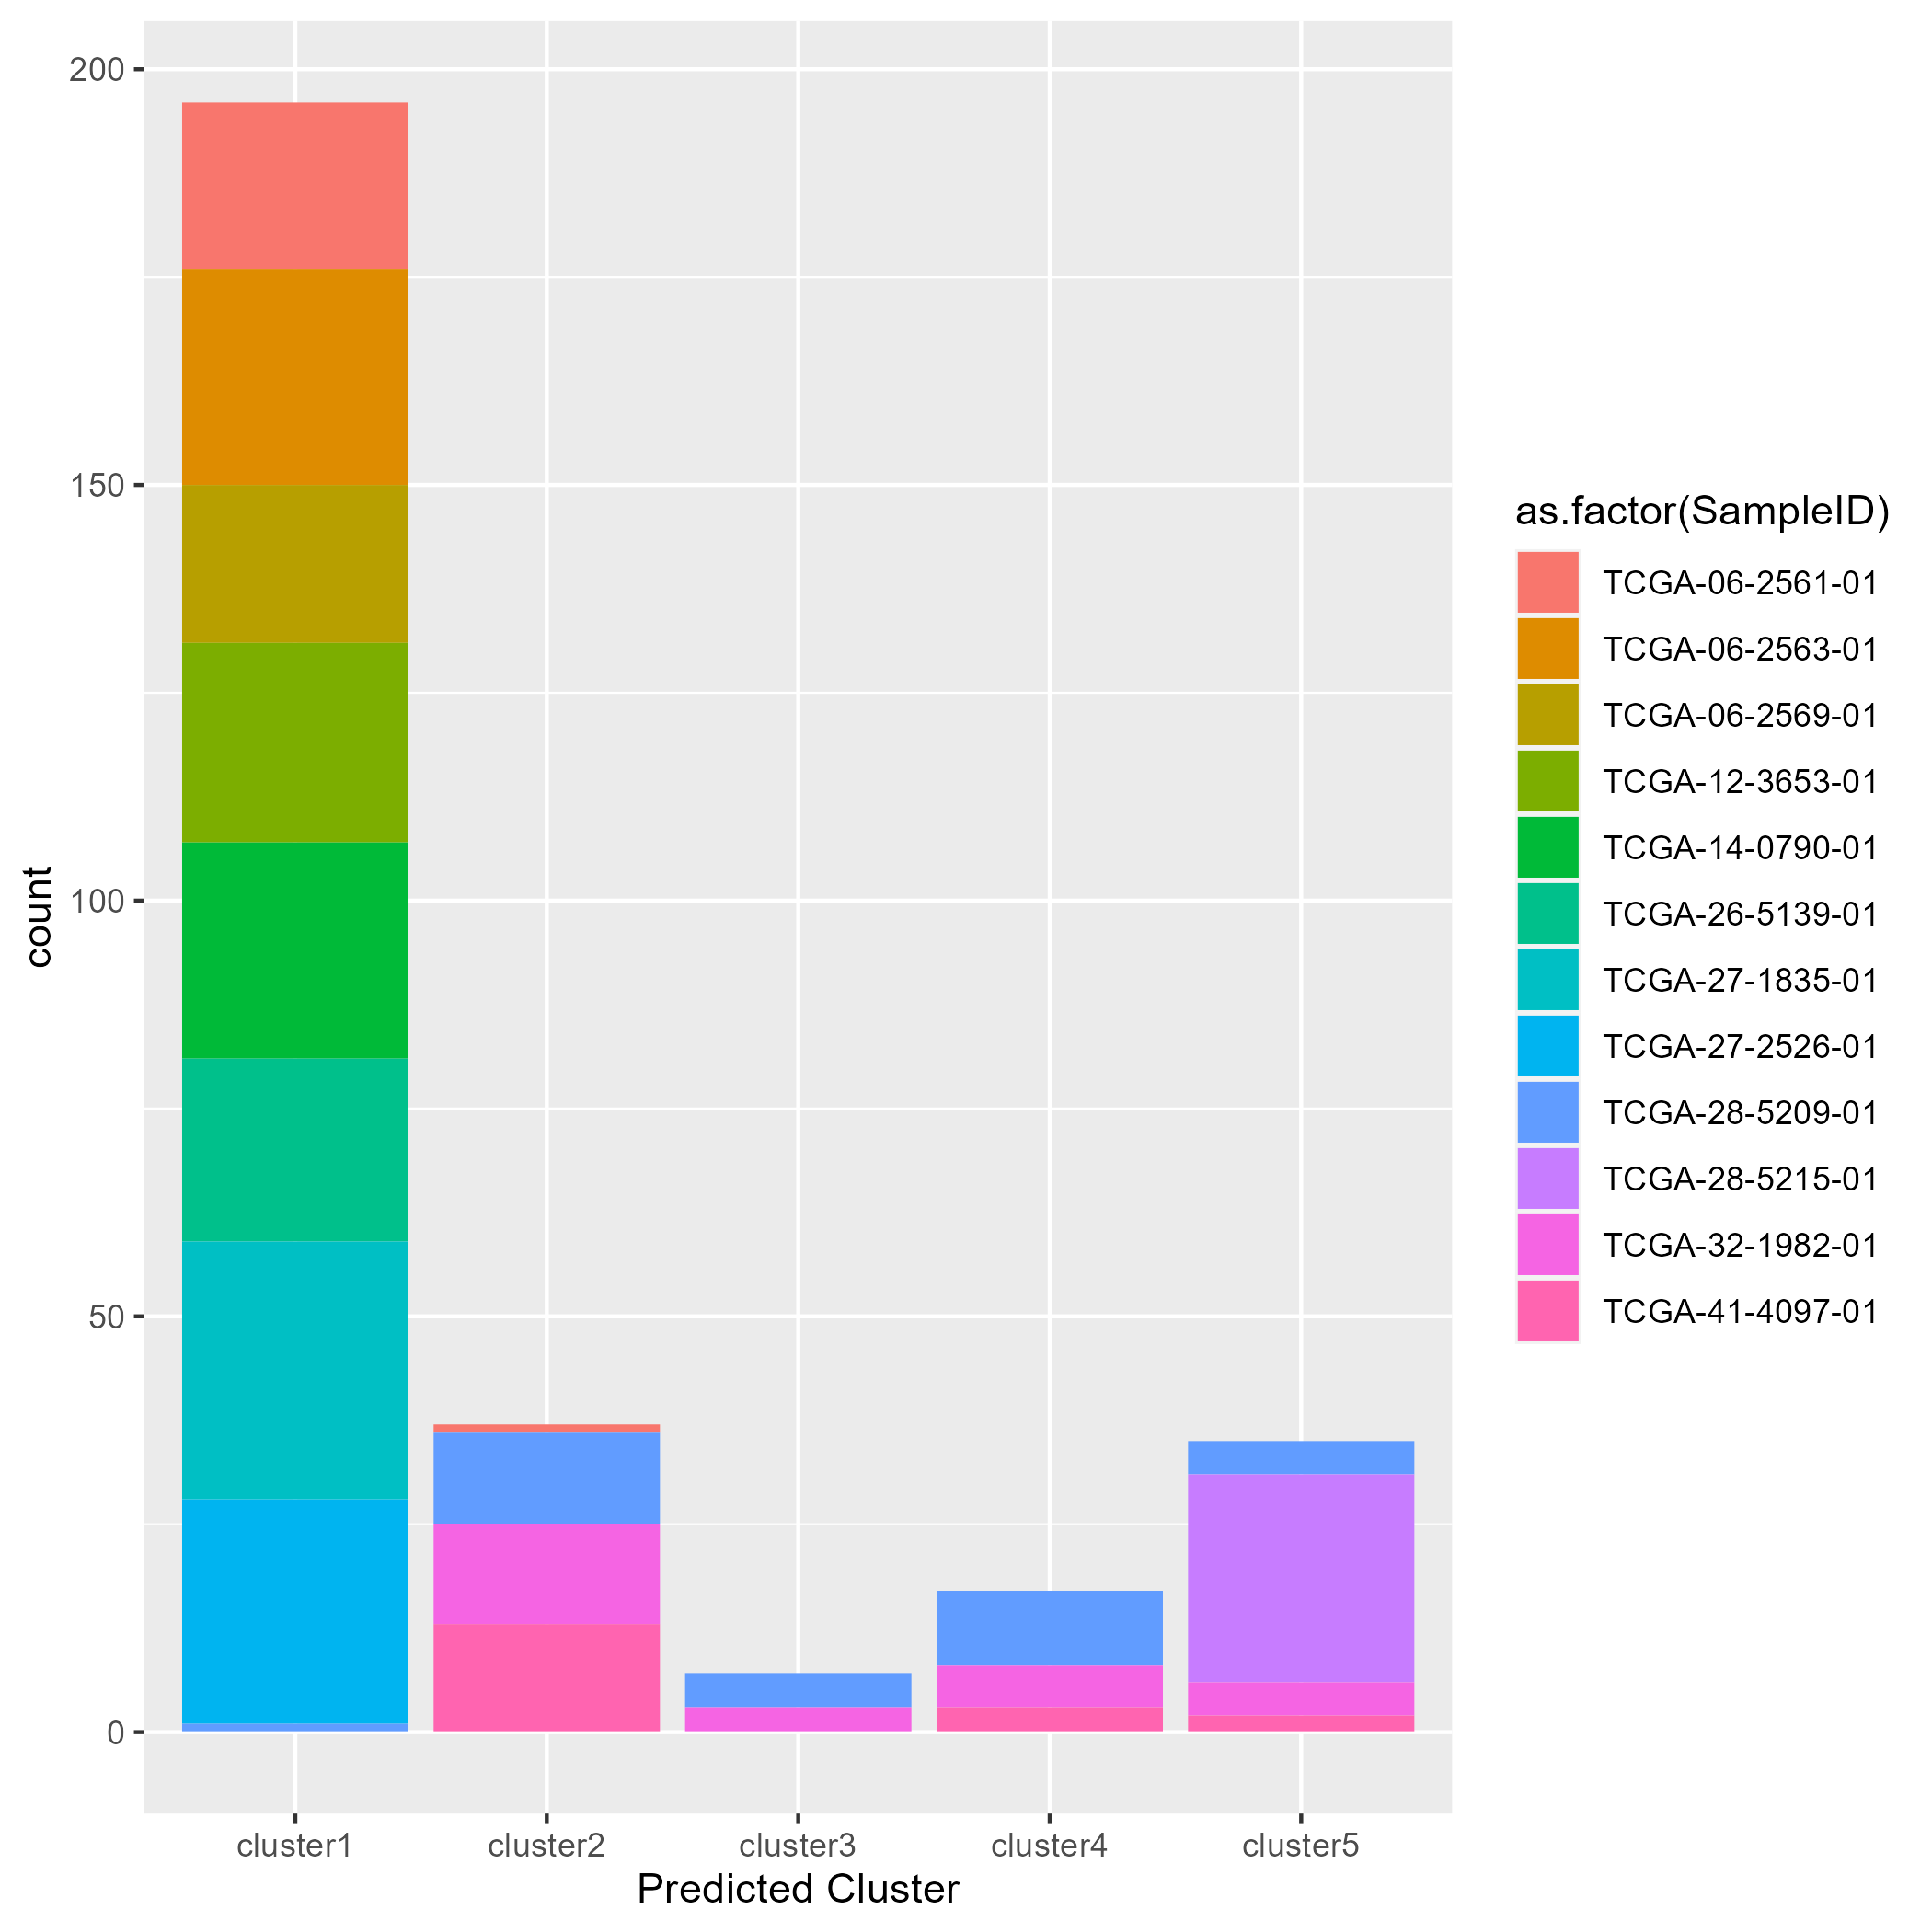 200
150
100
50
0
count
cluster1
cluster2
cluster3
cluster4
cluster5
Predicted Cluster
as.factor(SampleID)
TCGA-06-2561-01
TCGA-06-2563-01
TCGA-06-2569-01
TCGA-12-3653-01
TCGA-14-0790-01
TCGA-26-5139-01
TCGA-27-1835-01
TCGA-27-2526-01
TCGA-28-5209-01
TCGA-28-5215-01
TCGA-32-1982-01
TCGA-41-4097-01